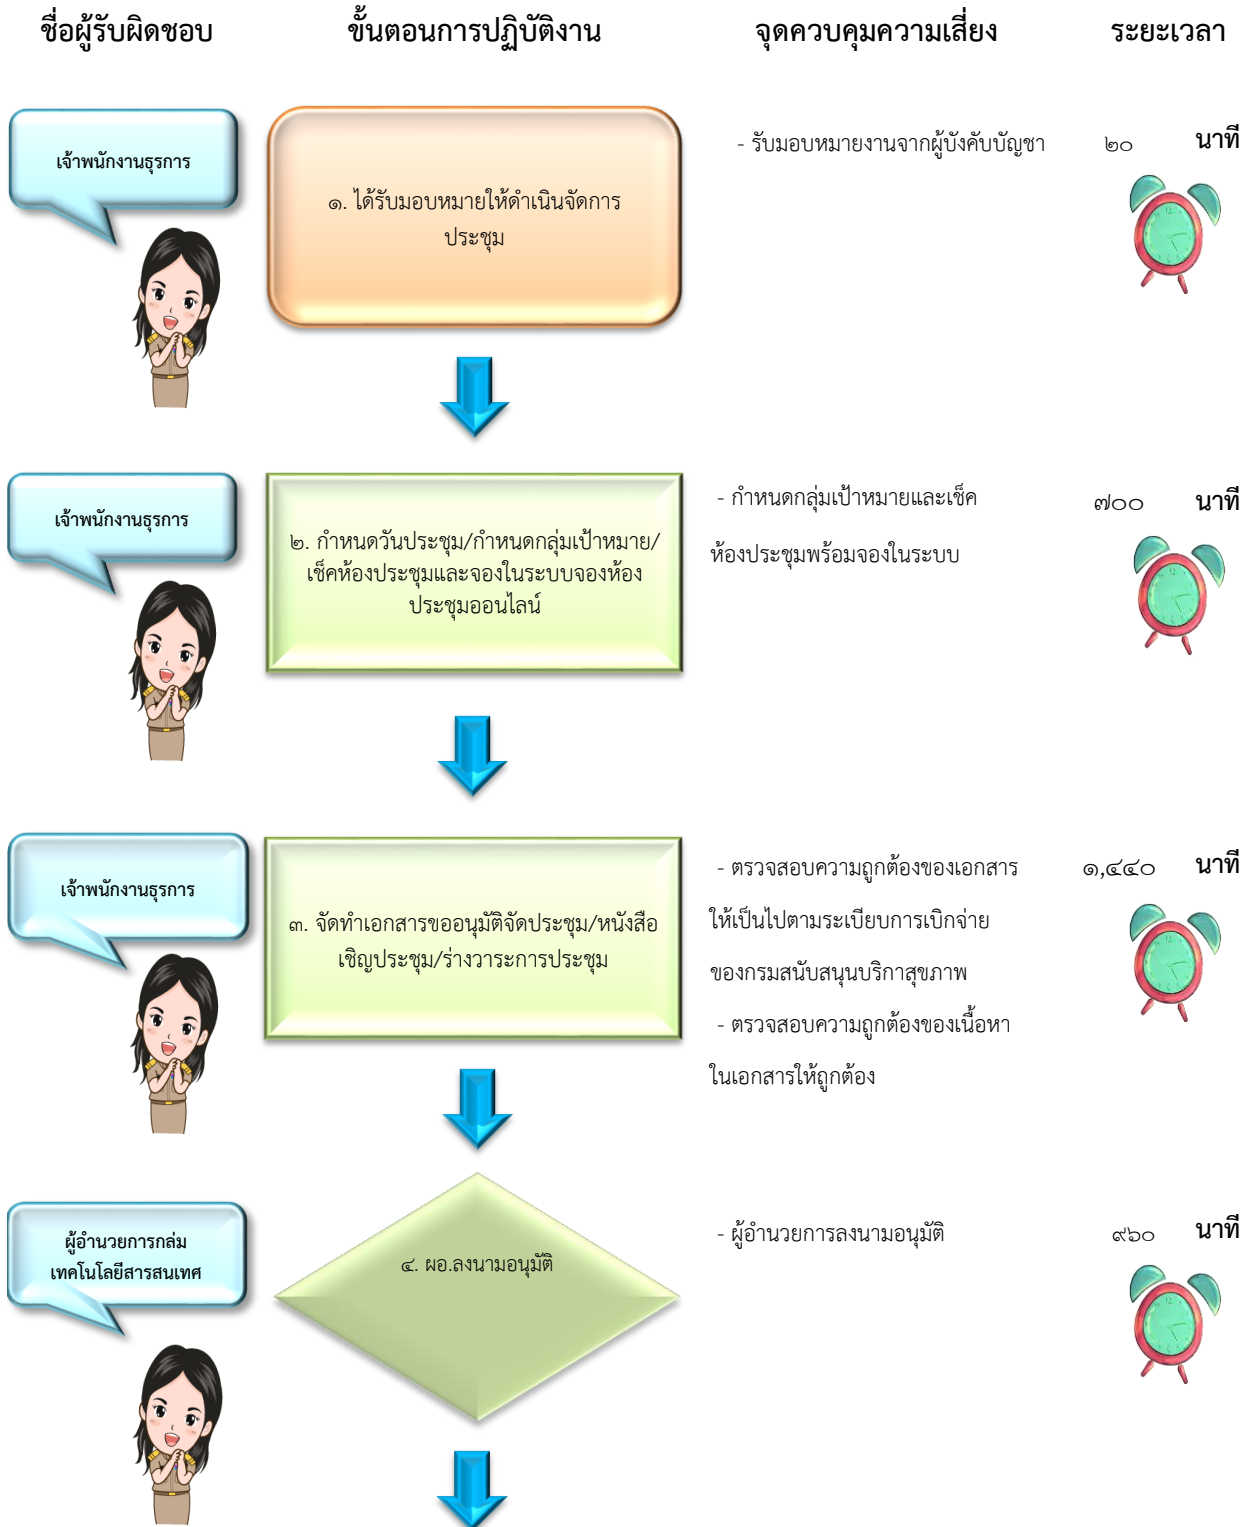 ชื่อผู้รับผิดชอบ ขั้นตอนการปฏิบัติงาน จุดควบคุมความเสี่ยง ระยะเวลา
เจ้าพนักงานธุรการ
๑. ได้รับมอบหมายให้ดำเนินจัดการ
ประชุม
- รับมอบหมายงานจากผู้บังคับบัญชา
๒๐ นาที
เจ้าพนักงานธุรการ
๒. กำหนดวันประชุม/กำหนดกลุ่มเป้าหมาย/
เช็คห้องประชุมและจองในระบบจองห้อง
ประชุมออนไลน์
- กำหนดกลุ่มเป้าหมายและเช็ค
ห้องประชุมพร้อมจองในระบบ
๗๐๐ นาที
เจ้าพนักงานธุรการ
๓. จัดทำเอกสารขออนุมัติจัดประชุม/หนังสือ
เชิญประชุม/ร่างวาระการประชุม
- ตรวจสอบความถูกต้องของเอกสาร
ให้เป็นไปตามระเบียบการเบิกจ่าย
ของกรมสนับสนุนบริกาสุขภาพ
- ตรวจสอบความถูกต้องของเนื้อหา
ในเอกสารให้ถูกต้อง
๑,๔๔๐ นาที
ผู้อำนวยการกล่ม
เทคโนโลยีสารสนเทศ
๔. ผอ.ลงนามอนุมัติ
- ผู้อำนวยการลงนามอนุมัติ
๙๖๐ นาที